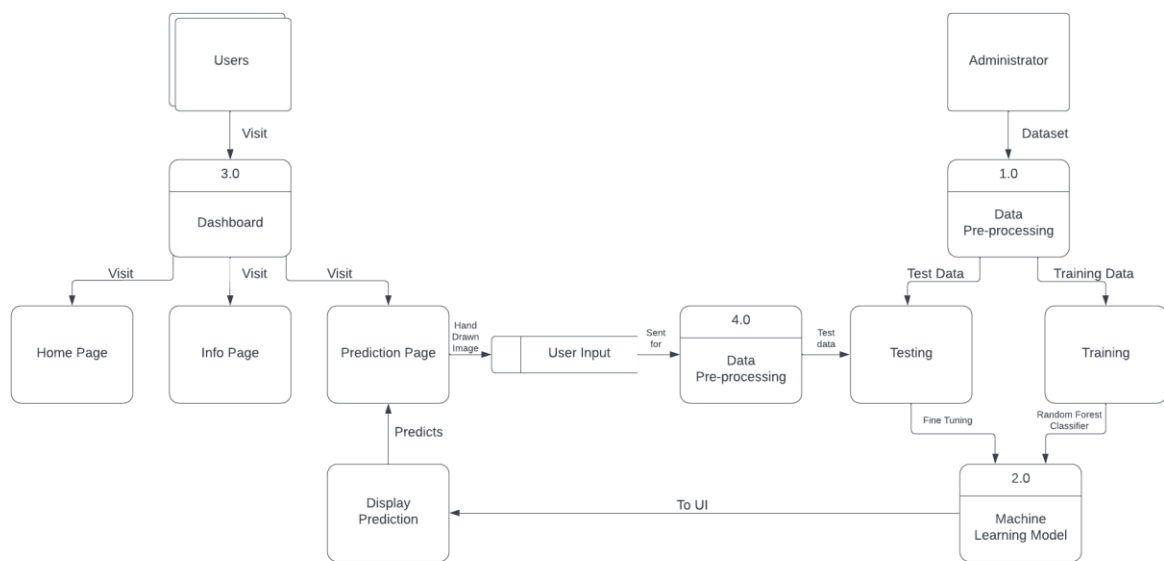 Users
Administrator
Visit
Dataset
3.0
Dashboard
1.0
Data
Pre-processing
Visit
Visit
Visit
Test Data
Training Data
Home Page
Info Page
Prediction Page
Hand
Drawn
Image
User Input
Sent
for
4.0
Data
Pre-processing
Test
data
Testing
Training
Predicts
Fine Tuning
Random Forest
Classifier
Display
Prediction
To UI
2.0
Machine
Learning Model